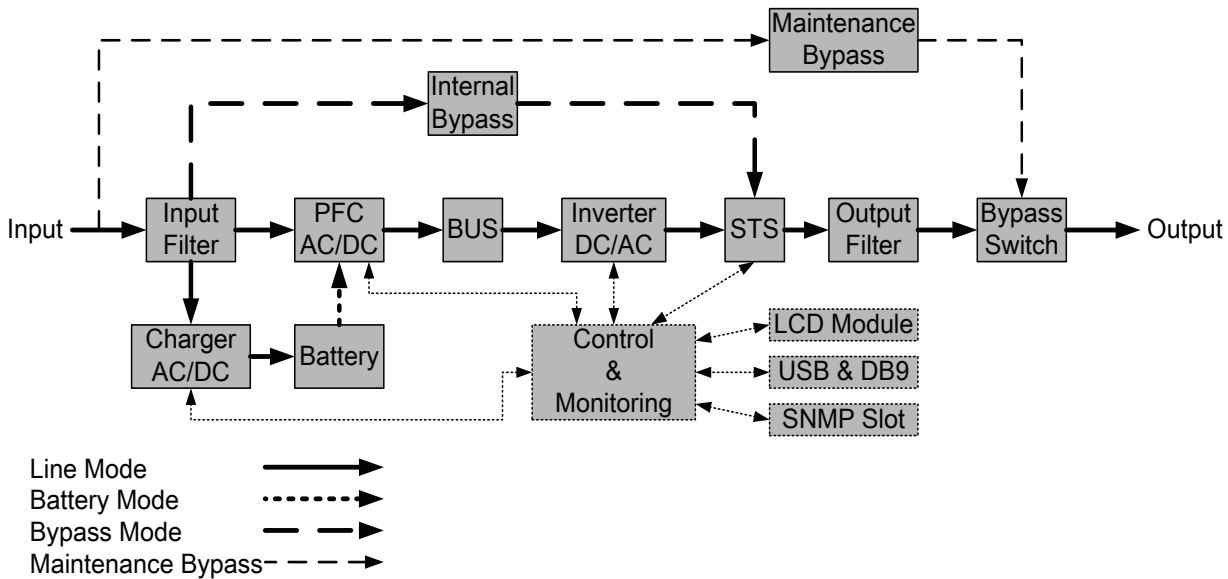 Maintenance
Bypass
Internal
Bypass
Input
Input
Filter
PFC
AC/DC
BUS
Inverter
DC/AC
STS
Output
Filter
Bypass
Switch
Output
Charger
AC/DC
Battery
Control
&
Monitoring
LCD Module
USB & DB9
SNMP Slot
Line Mode
Battery Mode
Bypass Mode
Maintenance Bypass